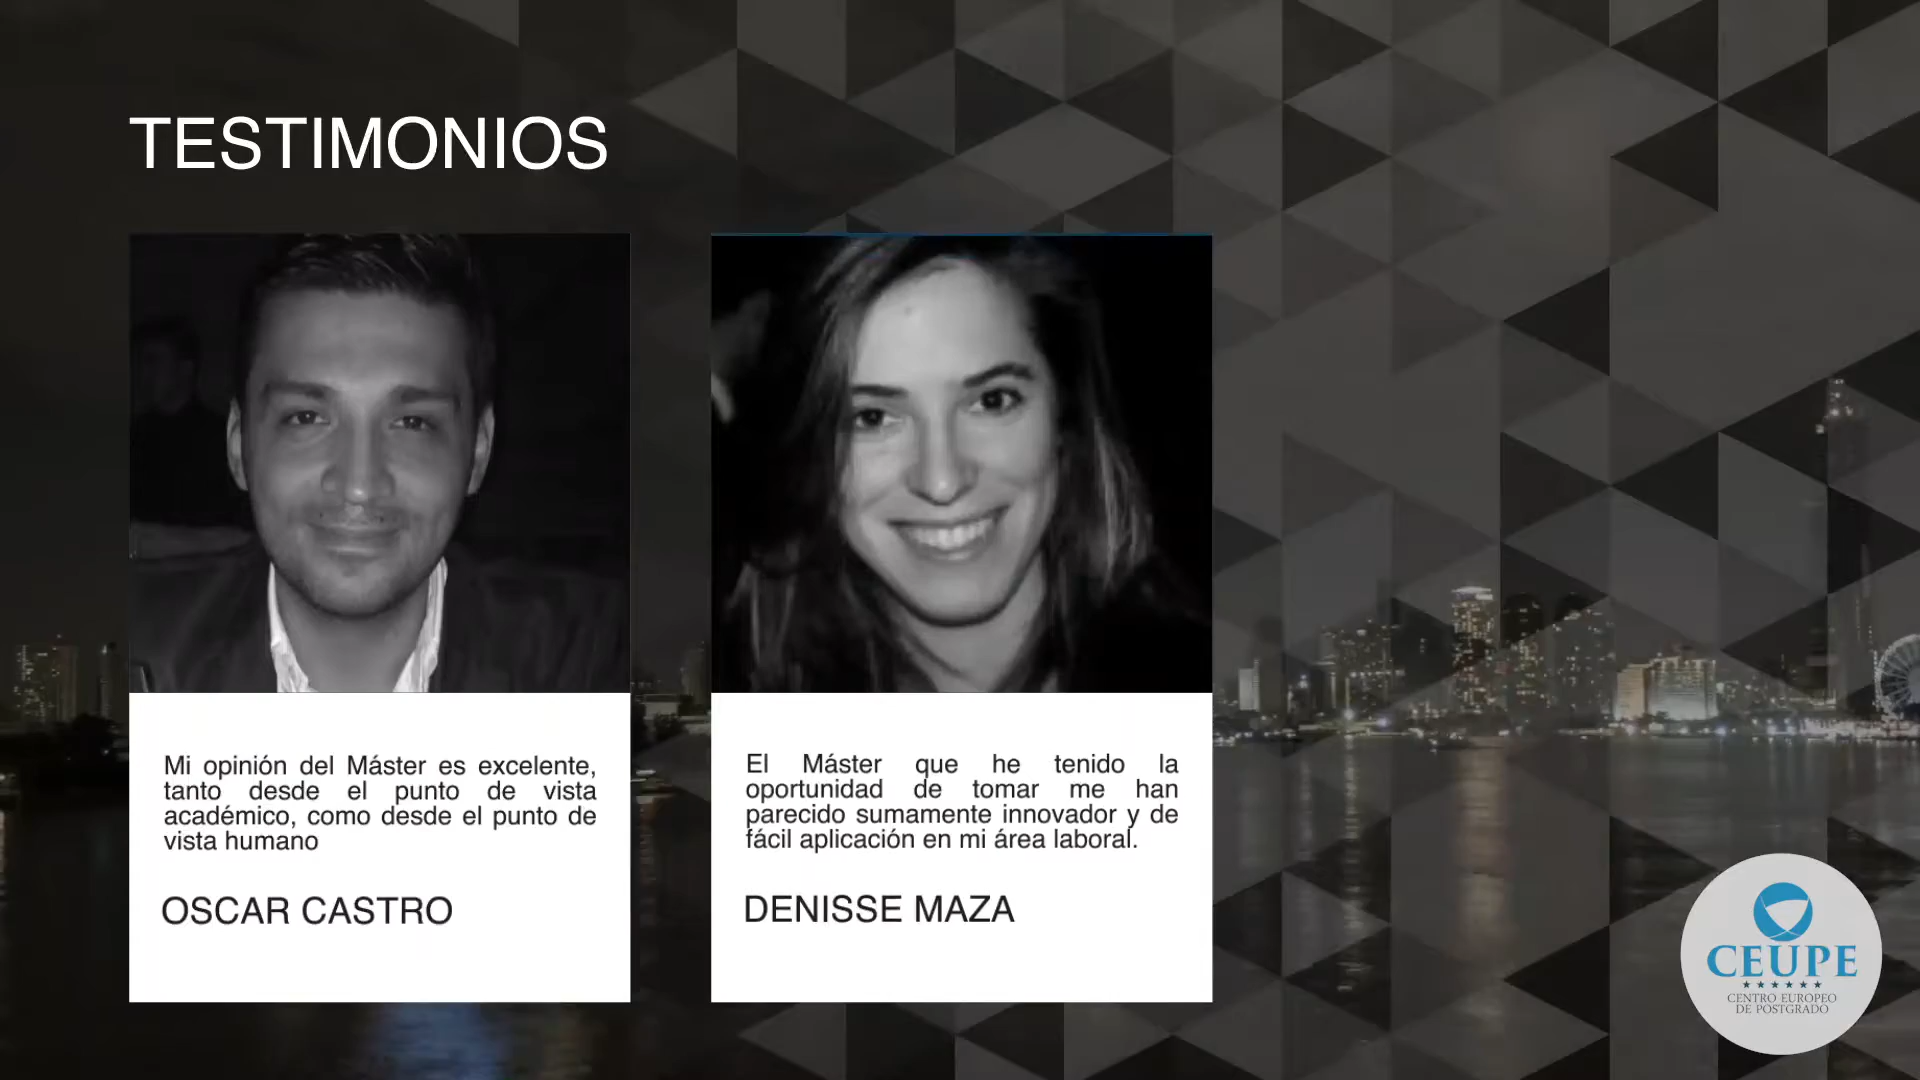 TESTIMONIOS
Mi opinión del Máster es excelente,
tanto desde el punto de vista
académico, como desde el punto de
vista humano
OSCAR CASTRO
El Máster que he tenido la
oportunidad de tomar me han
parecido sumamente innovador y de
fácil aplicación en mi área laboral.
DENISSE MAZA
CEUPE
CENTRO EUROPEO
DE POSTGRADO